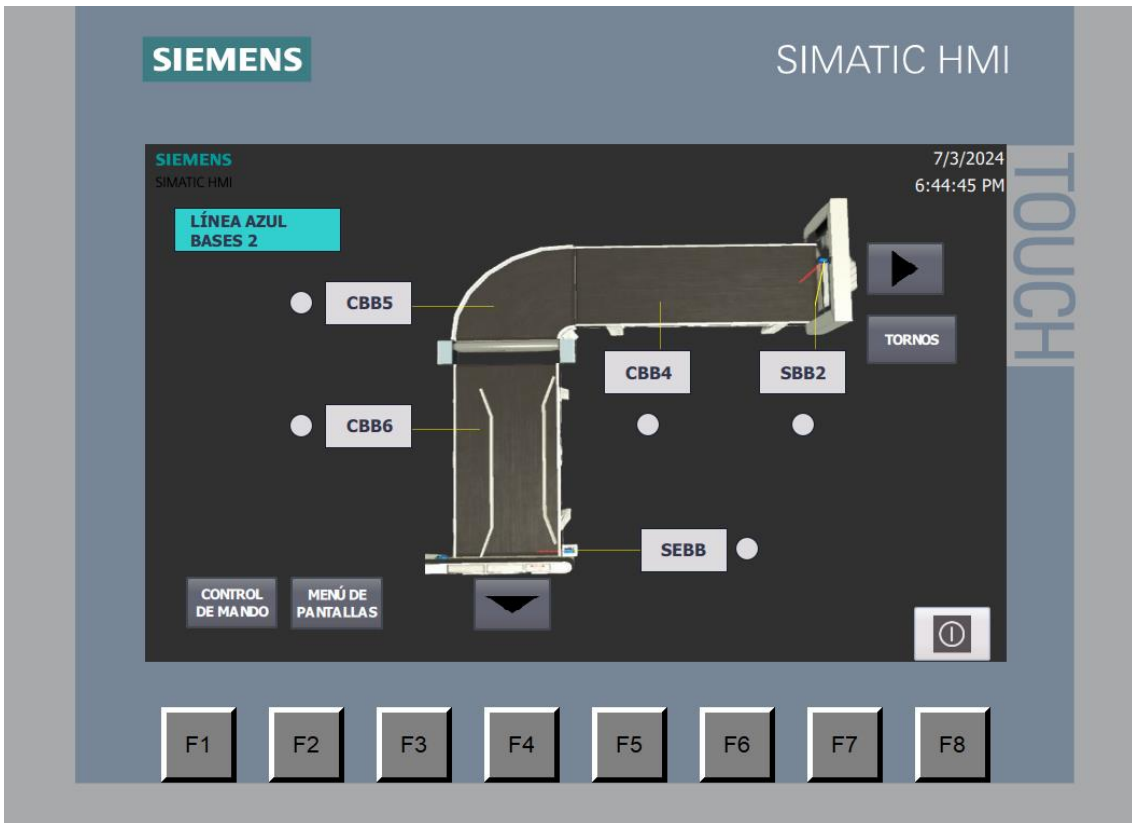 SIEMENS
SIMATIC HMI
TOUCH
SIEMENS
SIMATIC HMI
7/3/2024
6:44:45 PM
LÍNEA AZUL
BASES 2
CBB5
TORNOS
CBB4
SBB2
CBB6
SEBB
CONTROL
DE MANDO
MENÚ DE
PANTALLAS
F1
F2
F3
F4
F5
F6
F7
F8